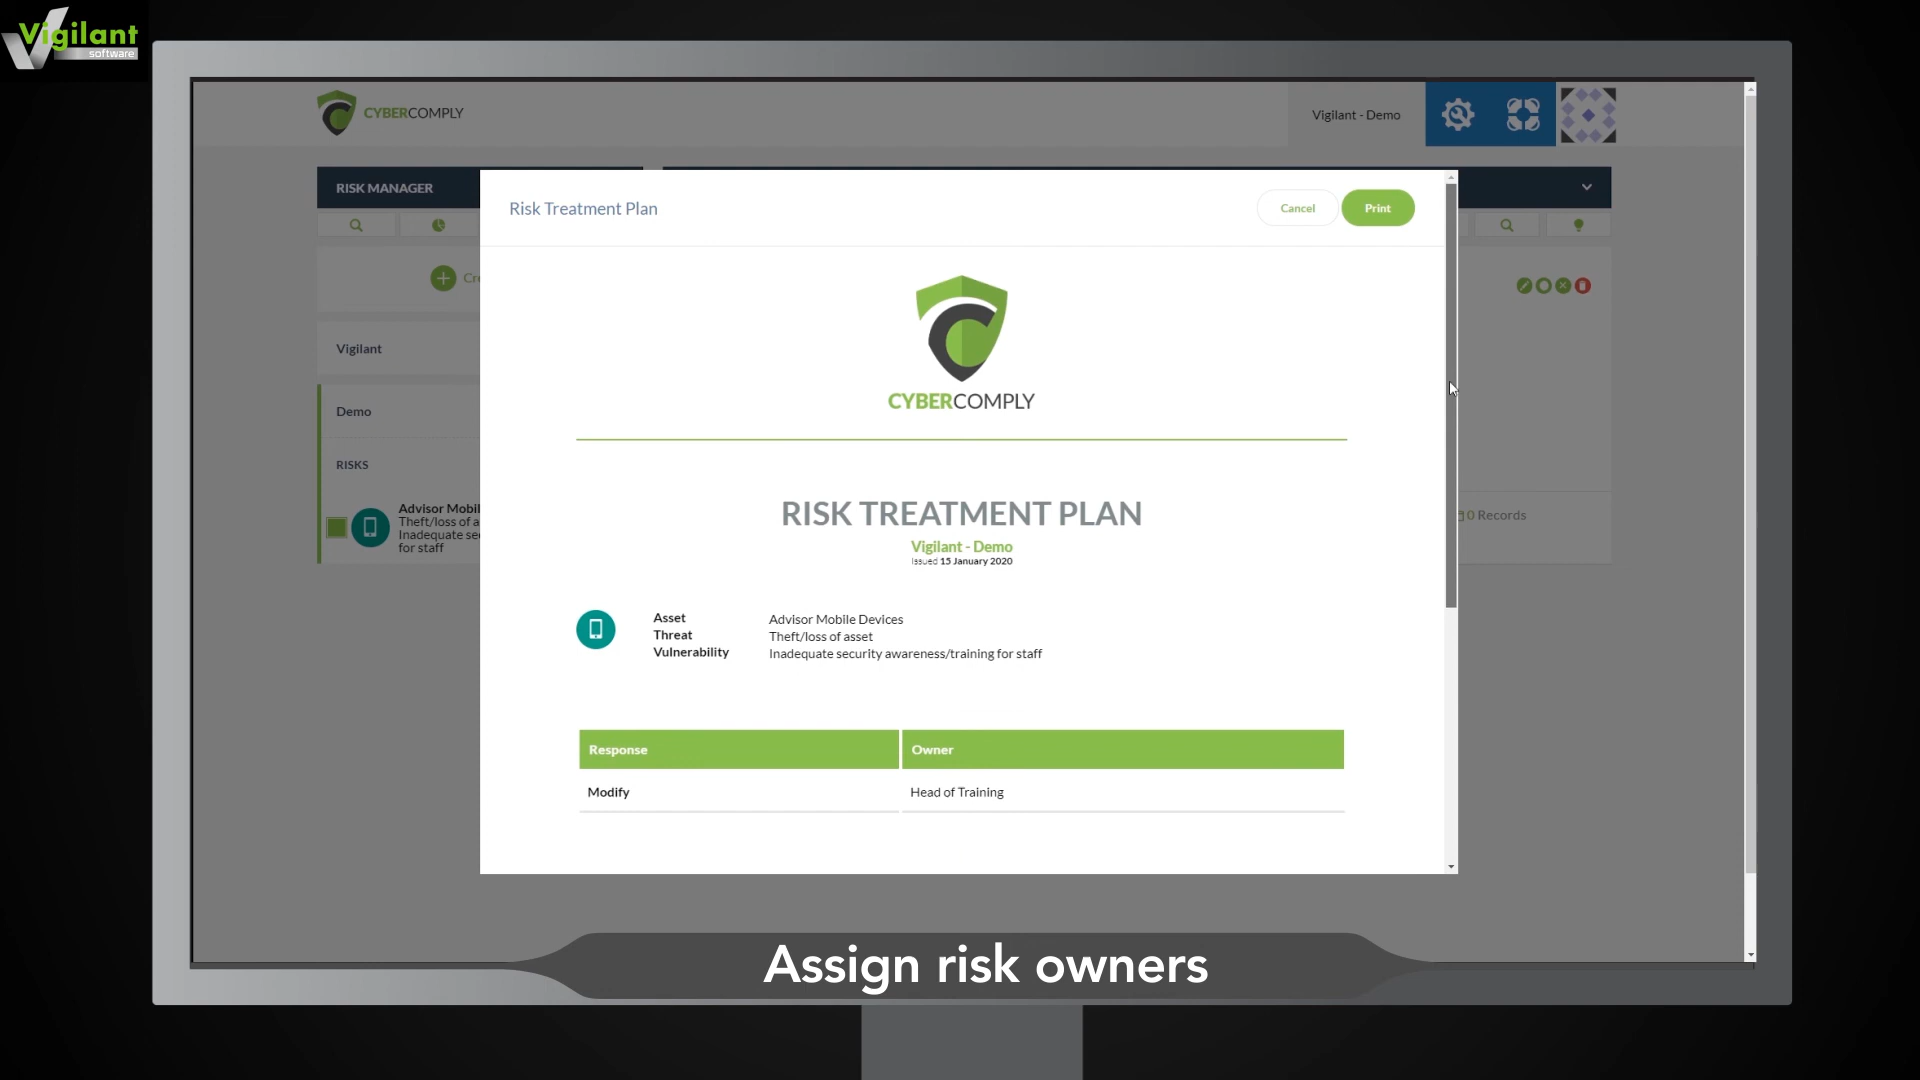 Vigilant
software
CYBERCOMPLY
Vigilant - Demo
RISK MANAGER
Risk Treatment Plan
Cancel
Print
Vigilant
CYBERCOMPLY
Demo
RISKS
RISK TREATMENT PLAN
Vigilant - Demo
Issued 15 January 2020
Advisor Mobil
Theft/loss of a
Inadequate se
for staff
0 Records
Asset Advisor Mobile Devices
Threat Theft/loss of asset
Vulnerability Inadequate security awareness/training for staff
Response Owner
Modify Head of Training
Assign risk owners